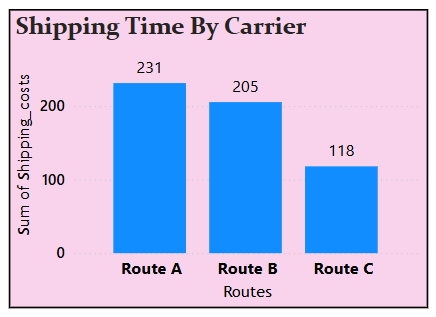 Shipping Time By Carrier
Sum of Shipping_costs
200
100
0
231
205
118
Route A
Route B
Route C
Routes